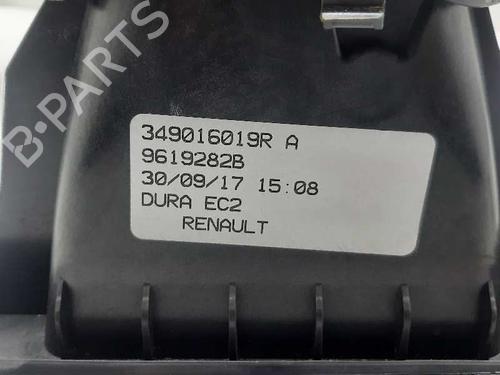 B-PARTS
349016019R A
9619282B
30/09/17 15:08
DURA EC2
RENAULT